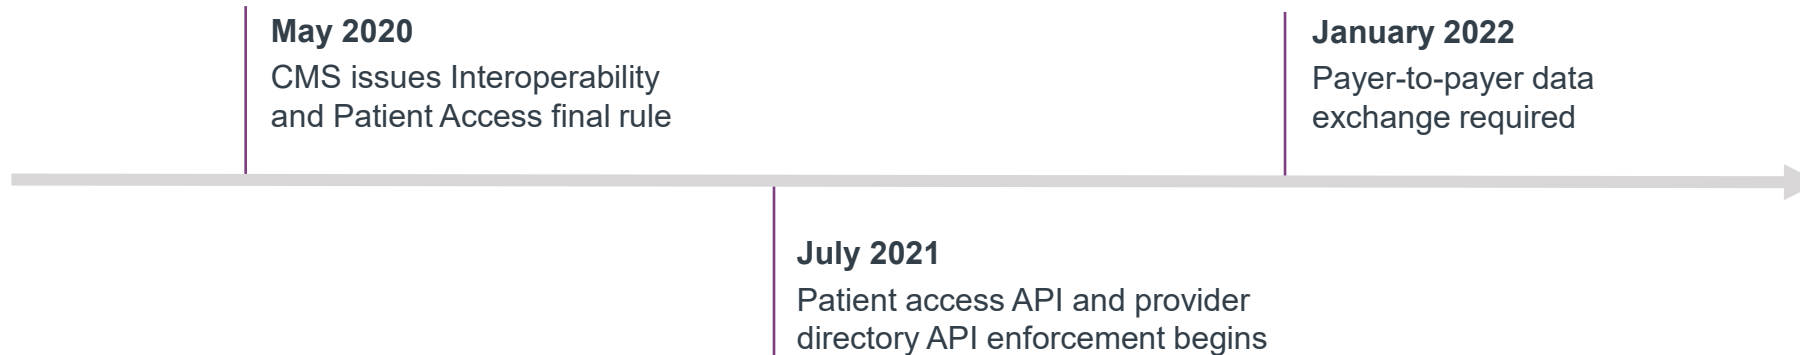 May 2020
CMS issues Interoperability
and Patient Access final rule
July 2021
Patient access API and provider
directory API enforcement begins
January 2022
Payer-to-payer data
exchange required